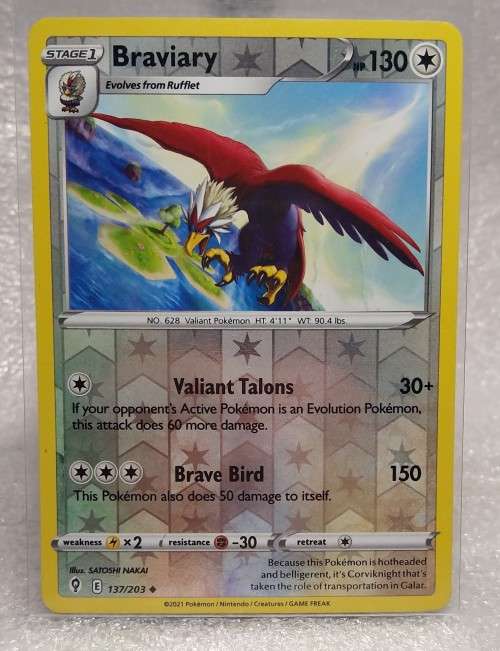 STAGE 1
Braviary
HP 130
Evolves from Rufflet
NO. 628 Valiant Pokémon HT: 4'11" WT: 90.4 lbs.
Valiant Talons 30+
If your opponent's Active Pokémon is an Evolution Pokémon,
this attack does 60 more damage.
Brave Bird 150
This Pokémon also does 50 damage to itself.
weakness ×2 resistance -30 retreat
Illus. SATOSHI NAKAI
E 137/203
Because this Pokémon is hotheaded
and belligerent, it's Corviknight that's
taken the role of transportation in Galar.
©2021 Pokémon / Nintendo / Creatures / GAME FREAK